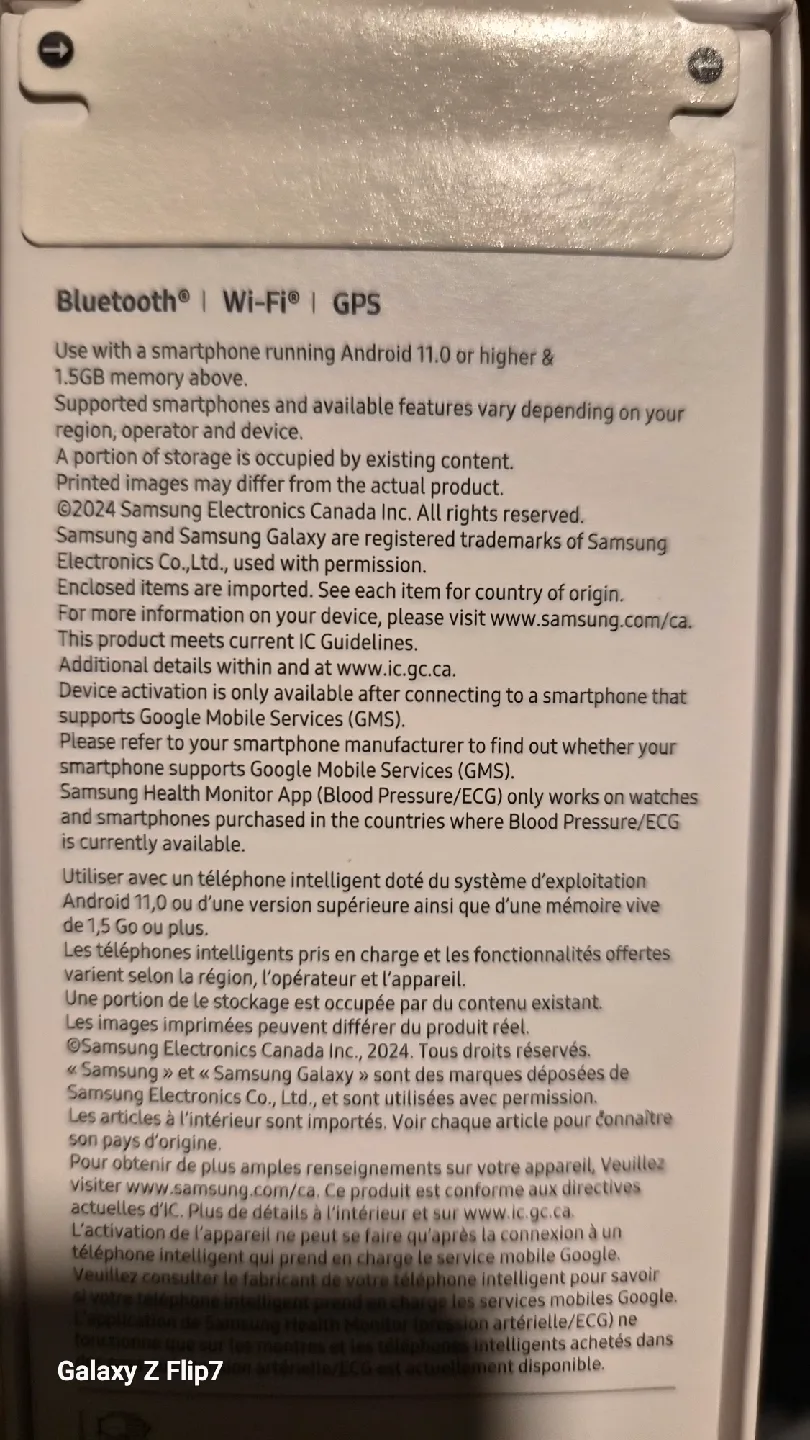 Bluetooth® | Wi-Fi® | GPS
Use with a smartphone running Android 11.0 or higher &
1.5GB memory above.
Supported smartphones and available features vary depending on your
region, operator and device.
A portion of storage is occupied by existing content.
Printed images may differ from the actual product.
©2024 Samsung Electronics Canada Inc. All rights reserved.
Samsung and Samsung Galaxy are registered trademarks of Samsung
Electronics Co.,Ltd., used with permission.
Enclosed items are imported. See each item for country of origin.
For more information on your device, please visit www.samsung.com/ca.
This product meets current IC Guidelines.
Additional details within and at www.ic.gc.ca.
Device activation is only available after connecting to a smartphone that
supports Google Mobile Services (GMS).
Please refer to your smartphone manufacturer to find out whether your
smartphone supports Google Mobile Services (GMS).
Samsung Health Monitor App (Blood Pressure/ECG) only works on watches
and smartphones purchased in the countries where Blood Pressure/ECG
is currently available.
Utiliser avec un téléphone intelligent doté du système d'exploitation
Android 11,0 ou d'une version supérieure ainsi que d'une mémoire vive
de 1,5 Go ou plus.
Les téléphones intelligents pris en charge et les fonctionnalités offertes
varient selon la région, l'opérateur et l'appareil.
Une portion de le stockage est occupée par du contenu existant.
Les images imprimées peuvent différer du produit réel.
©Samsung Electronics Canada Inc., 2024. Tous droits réservés.
« Samsung » et « Samsung Galaxy » sont des marques déposées de
Samsung Electronics Co., Ltd., et sont utilisées avec permission.
Les articles à l'intérieur sont importés. Voir chaque article pour connaître
son pays d'origine.
Pour obtenir de plus amples renseignements sur votre appareil, Veuillez
visiter www.samsung.com/ca. Ce produit est conforme aux directives
actuelles d'IC. Plus de détails à l'intérieur et sur www.ic.gc.ca.
L'activation de l'appareil ne peut se faire qu'après la connexion à un
téléphone intelligent qui prend en charge le service mobile Google.
Veuillez consulter le fabricant de votre téléphone intelligent pour savoir
si votre téléphone intelligent prend en charge les services mobiles Google.
L'application de Samsung Health Monitor (pression artérielle/ECG) ne
fonctionne que sur les montres et les téléphones intelligents achetés dans
artérielle/ECG est actuellement disponible.
Galaxy Z Flip7